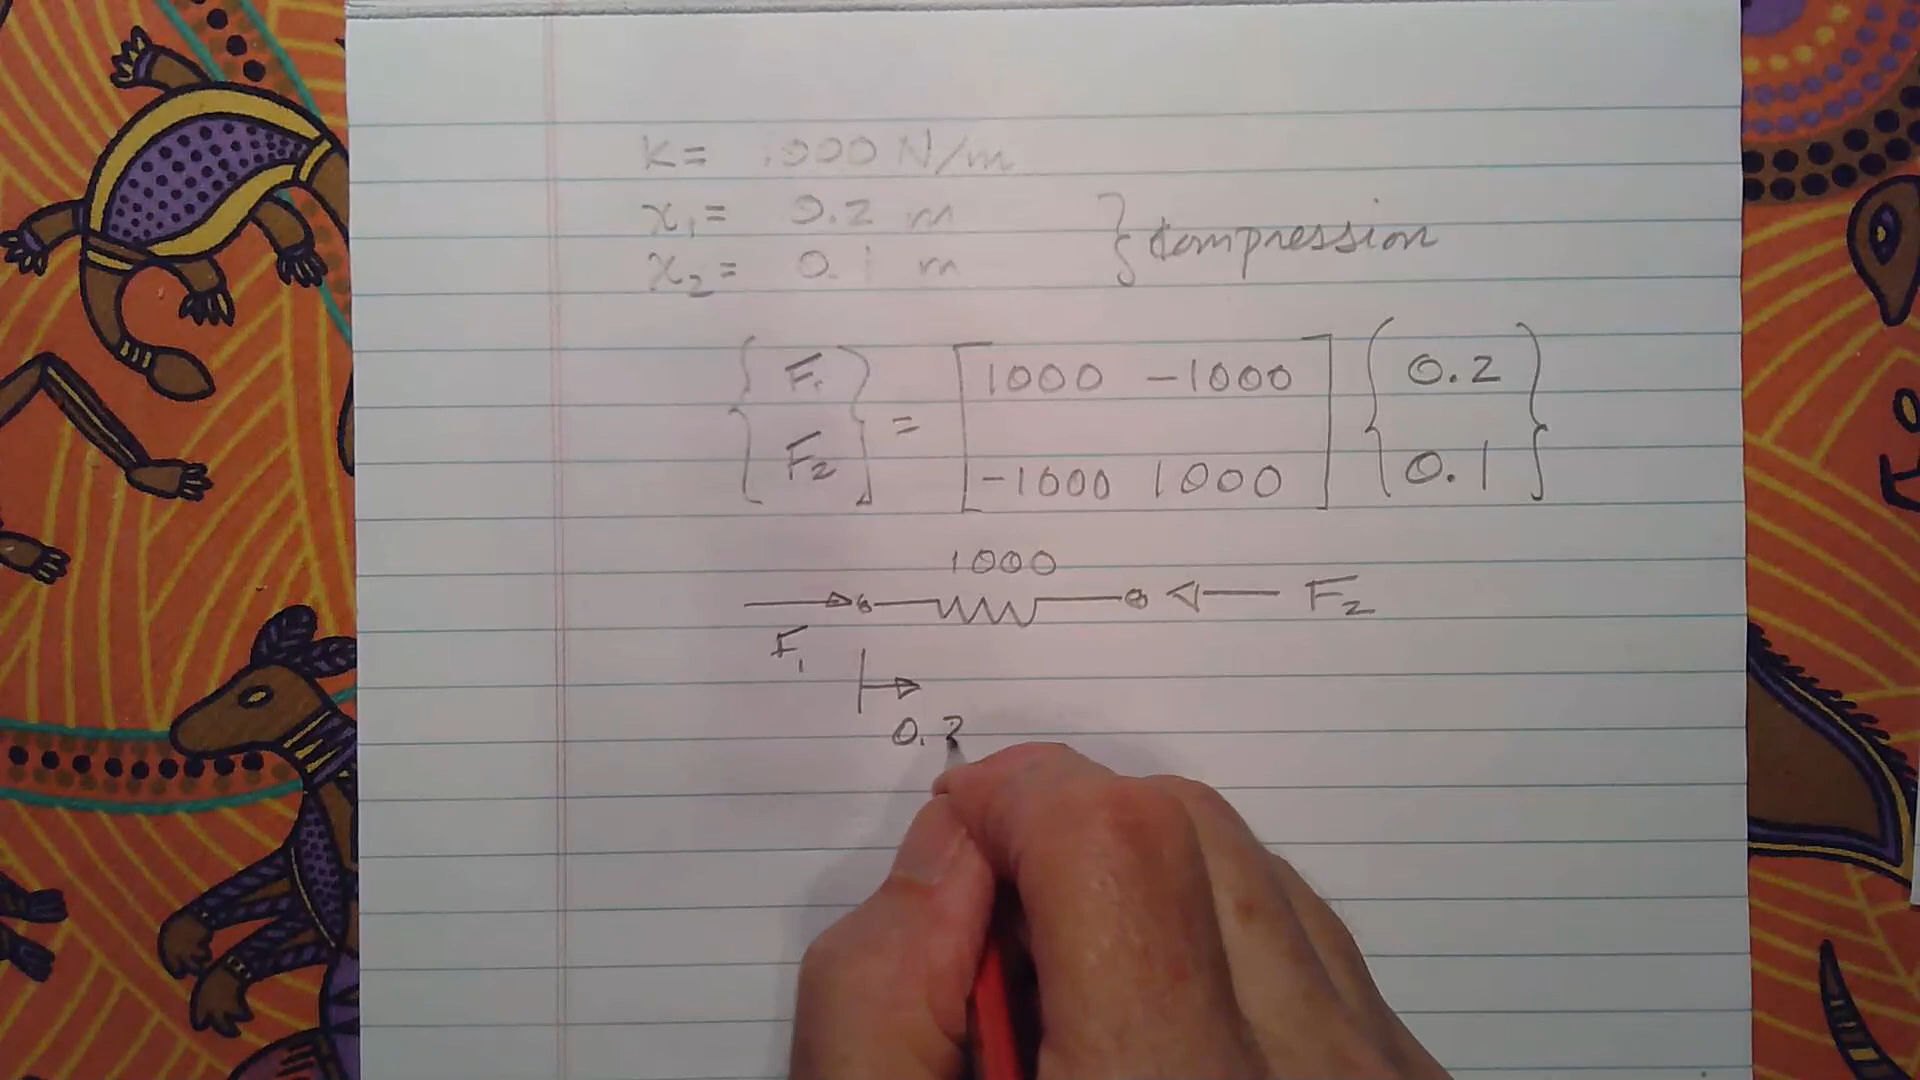 K= 1000 N/m
x₁= 0.2 m
x₂= 0.1 m } compression
{F₁ F₂} = [1000 -1000 -1000 1000] {0.2 0.1}
1000
F₂
F₁
0.2